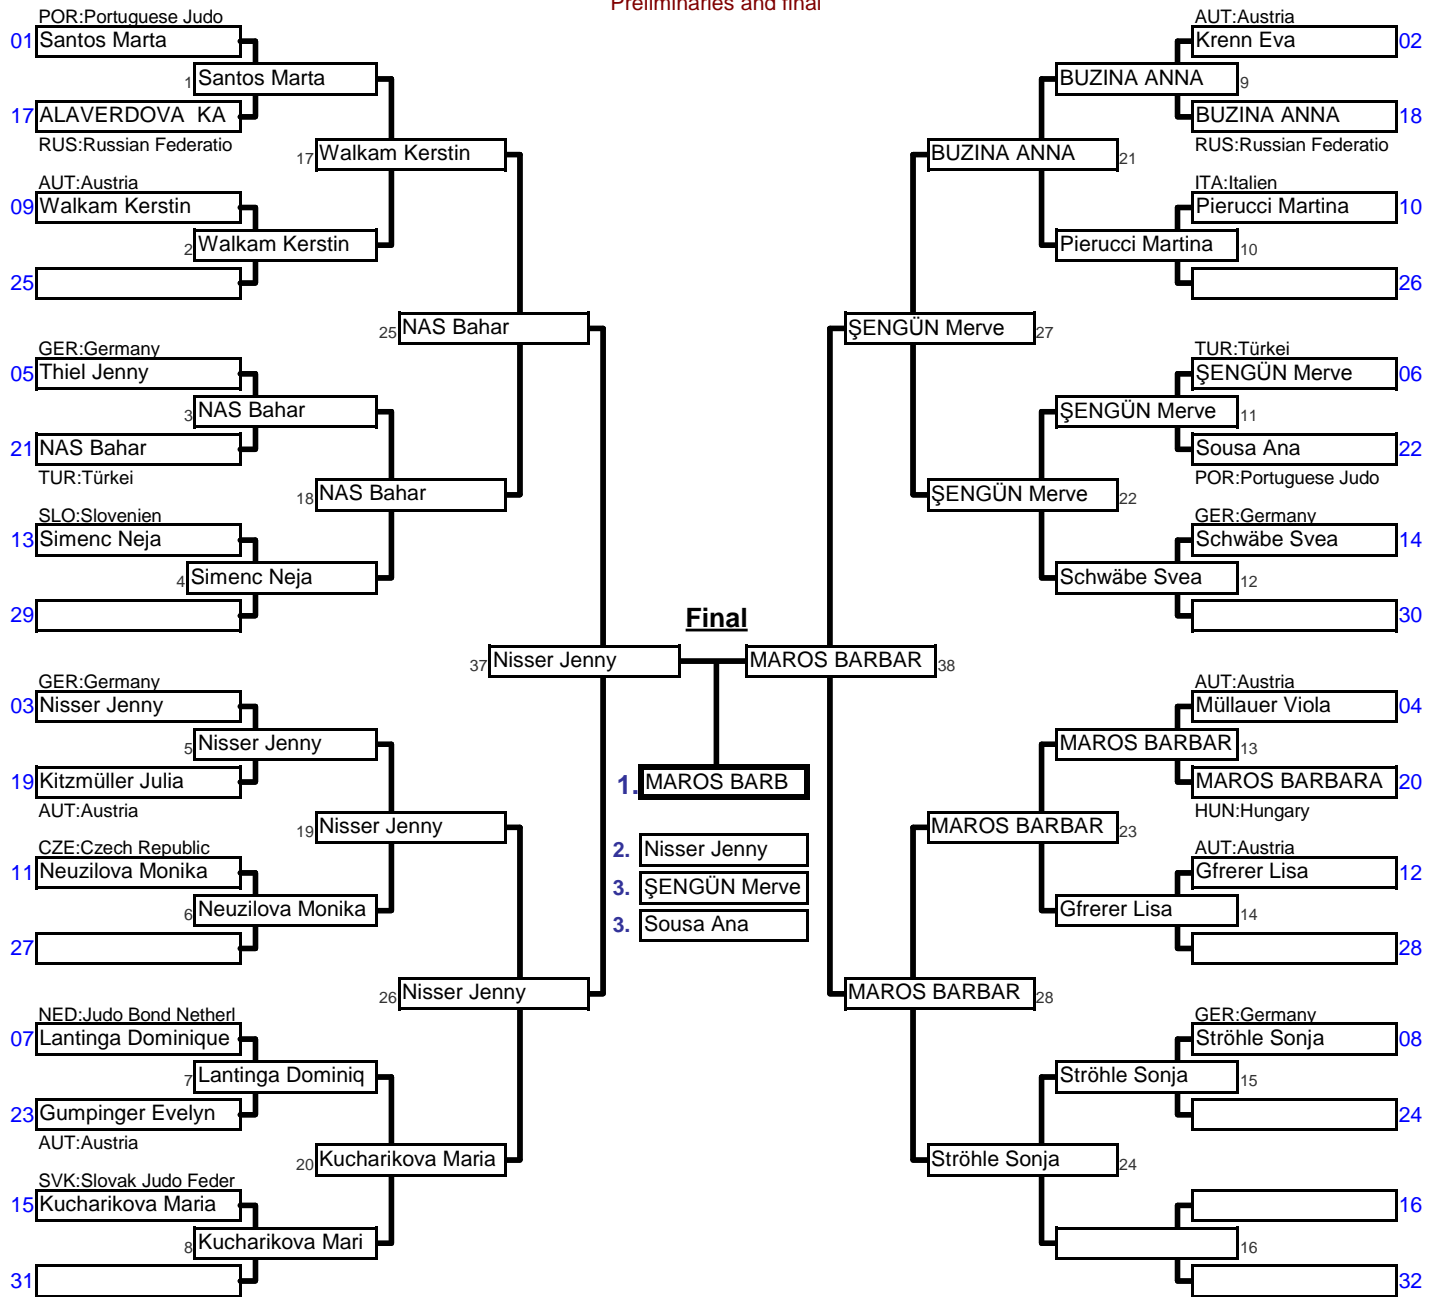 Preliminaries and final
POR:Portuguese Judo
01 Santos Marta
1 Santos Marta
17 ALAVERDOVA KA
RUS:Russian Federatio
17 Walkam Kerstin
AUT:Austria
09 Walkam Kerstin
2 Walkam Kerstin
25
25 NAS Bahar
GER:Germany
05 Thiel Jenny
3 NAS Bahar
21 NAS Bahar
TUR:Türkei
18 NAS Bahar
SLO:Slovenien
13 Simenc Neja
4 Simenc Neja
29
37 Nisser Jenny
GER:Germany
03 Nisser Jenny
5 Nisser Jenny
19 Kitzmüller Julia
AUT:Austria
19 Nisser Jenny
CZE:Czech Republic
11 Neuzilova Monika
6 Neuzilova Monika
27
26 Nisser Jenny
NED:Judo Bond Netherl
07 Lantinga Dominique
7 Lantinga Dominiq
23 Gumpinger Evelyn
AUT:Austria
20 Kucharikova Maria
SVK:Slovak Judo Feder
15 Kucharikova Maria
8 Kucharikova Mari
31
Final
1. MAROS BARB
2. Nisser Jenny
3. ŞENGÜN Merve
3. Sousa Ana
AUT:Austria
Krenn Eva 02
BUZINA ANNA 9
BUZINA ANNA 18
RUS:Russian Federatio
BUZINA ANNA 21
ITA:Italien
Pierucci Martina 10
Pierucci Martina 10
26
ŞENGÜN Merve 27
TUR:Türkei
ŞENGÜN Merve 06
ŞENGÜN Merve 11
Sousa Ana 22
POR:Portuguese Judo
ŞENGÜN Merve 22
GER:Germany
Schwäbe Svea 14
Schwäbe Svea 12
30
MAROS BARBAR 38
AUT:Austria
Müllauer Viola 04
MAROS BARBAR 13
MAROS BARBARA 20
HUN:Hungary
MAROS BARBAR 23
AUT:Austria
Gfrerer Lisa 12
Gfrerer Lisa 14
28
MAROS BARBAR 28
GER:Germany
Ströhle Sonja 08
Ströhle Sonja 15
24
Ströhle Sonja 24
16
16
32